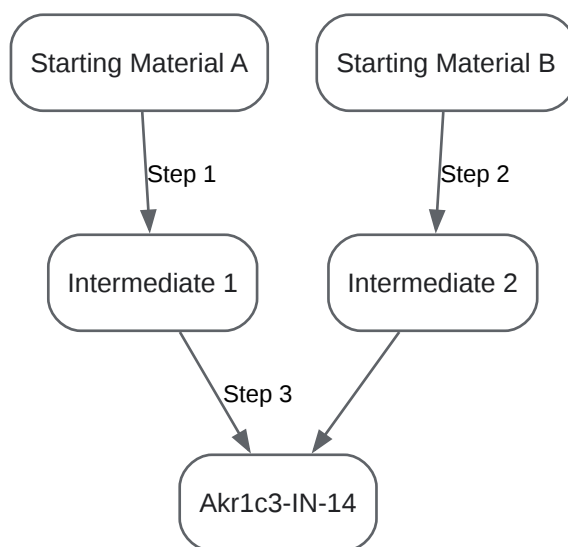 Starting Material A
Starting Material B
Step 1
Step 2
Intermediate 1
Intermediate 2
Step 3
Akr1c3-IN-14